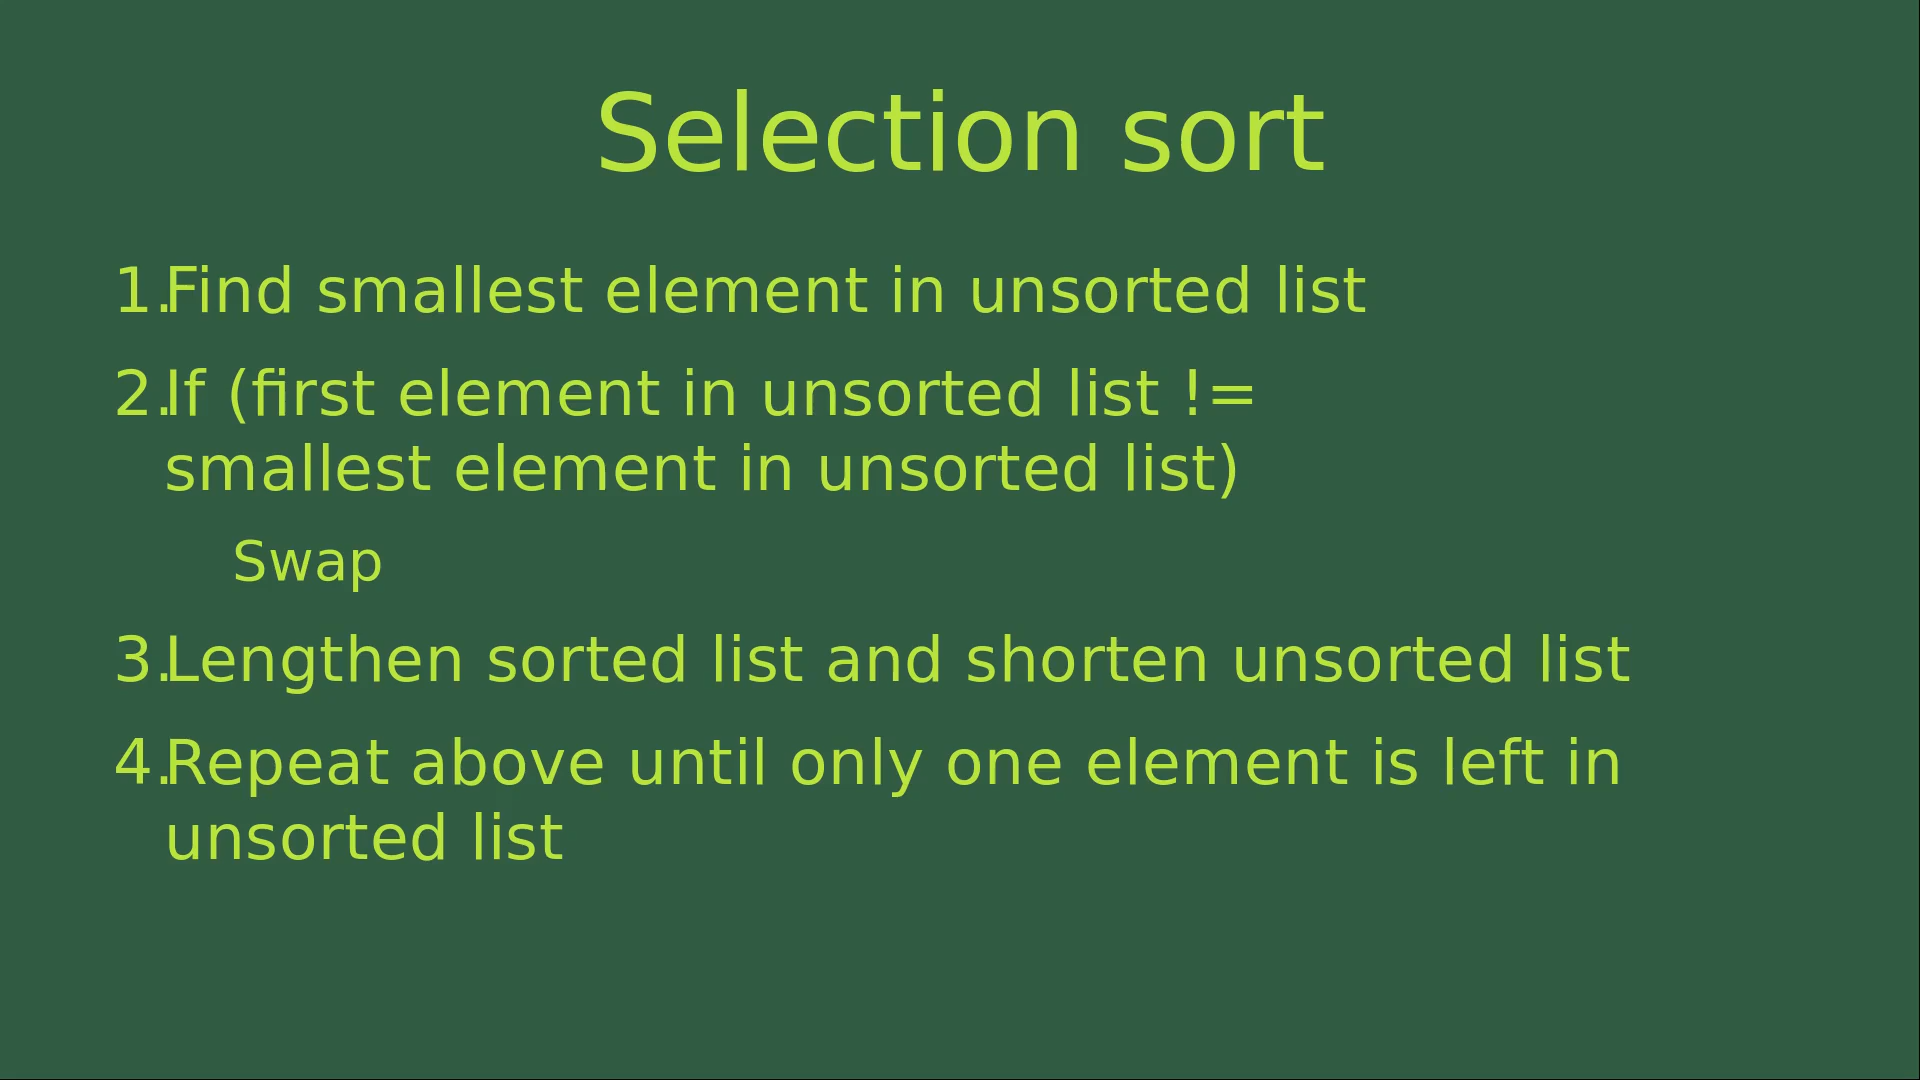 Selection sort
1.Find smallest element in unsorted list
2.If (first element in unsorted list !=
smallest element in unsorted list)
Swap
3.Lengthen sorted list and shorten unsorted list
4.Repeat above until only one element is left in
unsorted list